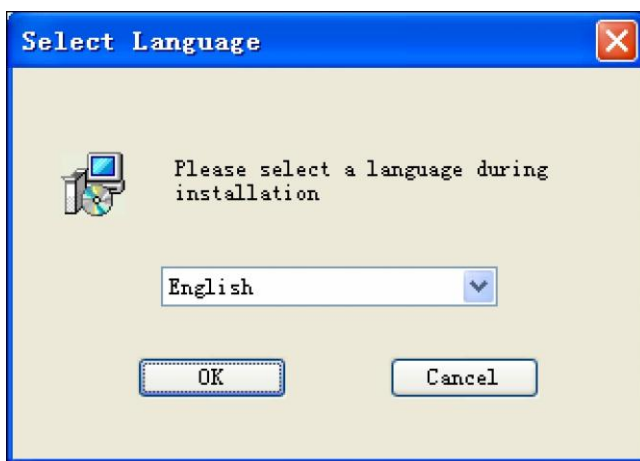 Select Language
Please select a language during
installation
English
OK
Cancel